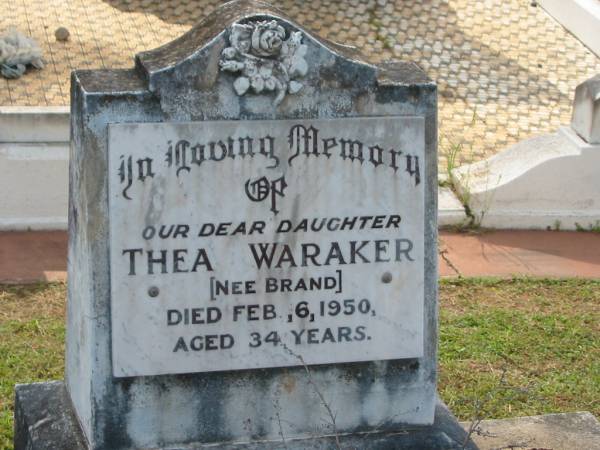 In Loving Memory
Of
OUR DEAR DAUGHTER
THEA WARAKER
[NEE BRAND]
DIED FEB ,6, 1950,
AGED 34 YEARS.